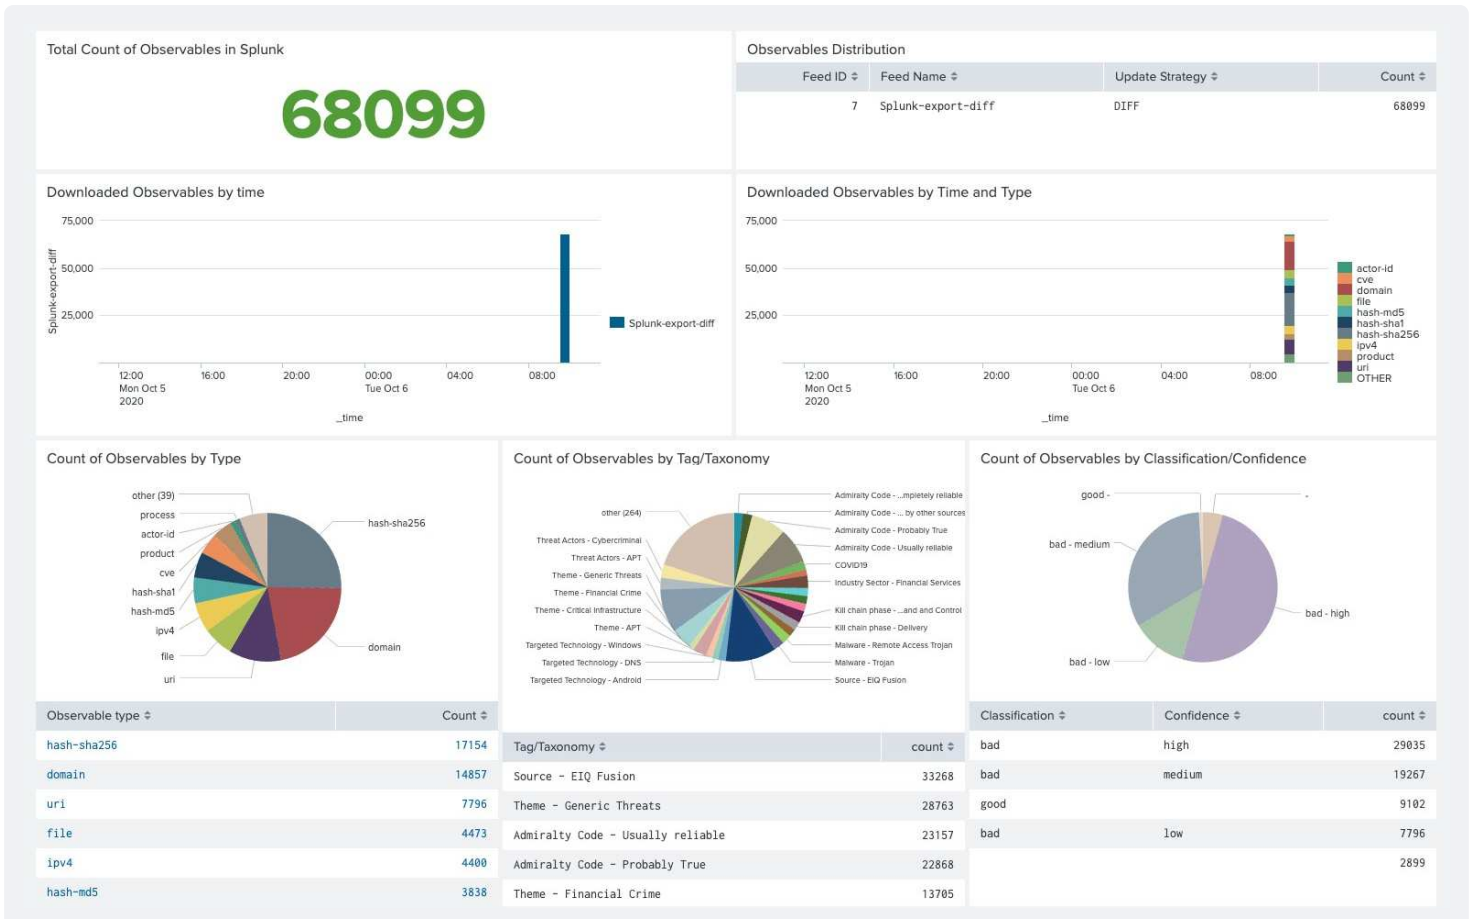 Total Count of Observables in Splunk
68099
Observables Distribution
Feed ID Feed Name Update Strategy Count
7 Splunk-export-diff DIFF 68099
Downloaded Observables by time
75,000
50,000
25,000
Splunk-export-diff
12:00 16:00 20:00 00:00 04:00 08:00
Mon Oct 5 Tue Oct 6
2020
_time
Splunk-export-diff
Downloaded Observables by Time and Type
75,000
50,000
25,000
12:00 16:00 20:00 00:00 04:00 08:00
Mon Oct 5 Tue Oct 6
2020
_time
actor-id
cve
domain
file
hash-md5
hash-sha1
hash-sha256
ipv4
product
uri
OTHER
Count of Observables by Type
other (39)
process
actor-id
product
cve
hash-sha1
hash-md5
ipv4
file
uri
hash-sha256
domain
Observable type Count
hash-sha256 17154
domain 14857
uri 7796
file 4473
ipv4 4400
hash-md5 3838
Count of Observables by Tag/Taxonomy
other (264)
Threat Actors - Cybercriminal
Threat Actors - APT
Theme - Generic Threats
Theme - Financial Crime
Theme - Critical Infrastructure
Theme - APT
Targeted Technology - Windows
Targeted Technology - DNS
Targeted Technology - Android
Admiralty Code - ...mpletely reliable
Admiralty Code - ... by other sources
Admiralty Code - Probably True
Admiralty Code - Usually reliable
COVID19
Industry Sector - Financial Services
Kill chain phase - ...and and Control
Kill chain phase - Delivery
Malware - Remote Access Trojan
Malware - Trojan
Source - EIQ Fusion
Tag/Taxonomy count
Source - EIQ Fusion 33268
Theme - Generic Threats 28763
Admiralty Code - Usually reliable 23157
Admiralty Code - Probably True 22868
Theme - Financial Crime 13705
Count of Observables by Classification/Confidence
good -
bad - medium
bad - low
-
bad - high
Classification Confidence count
bad high 29035
bad medium 19267
good 9102
bad low 7796
2899